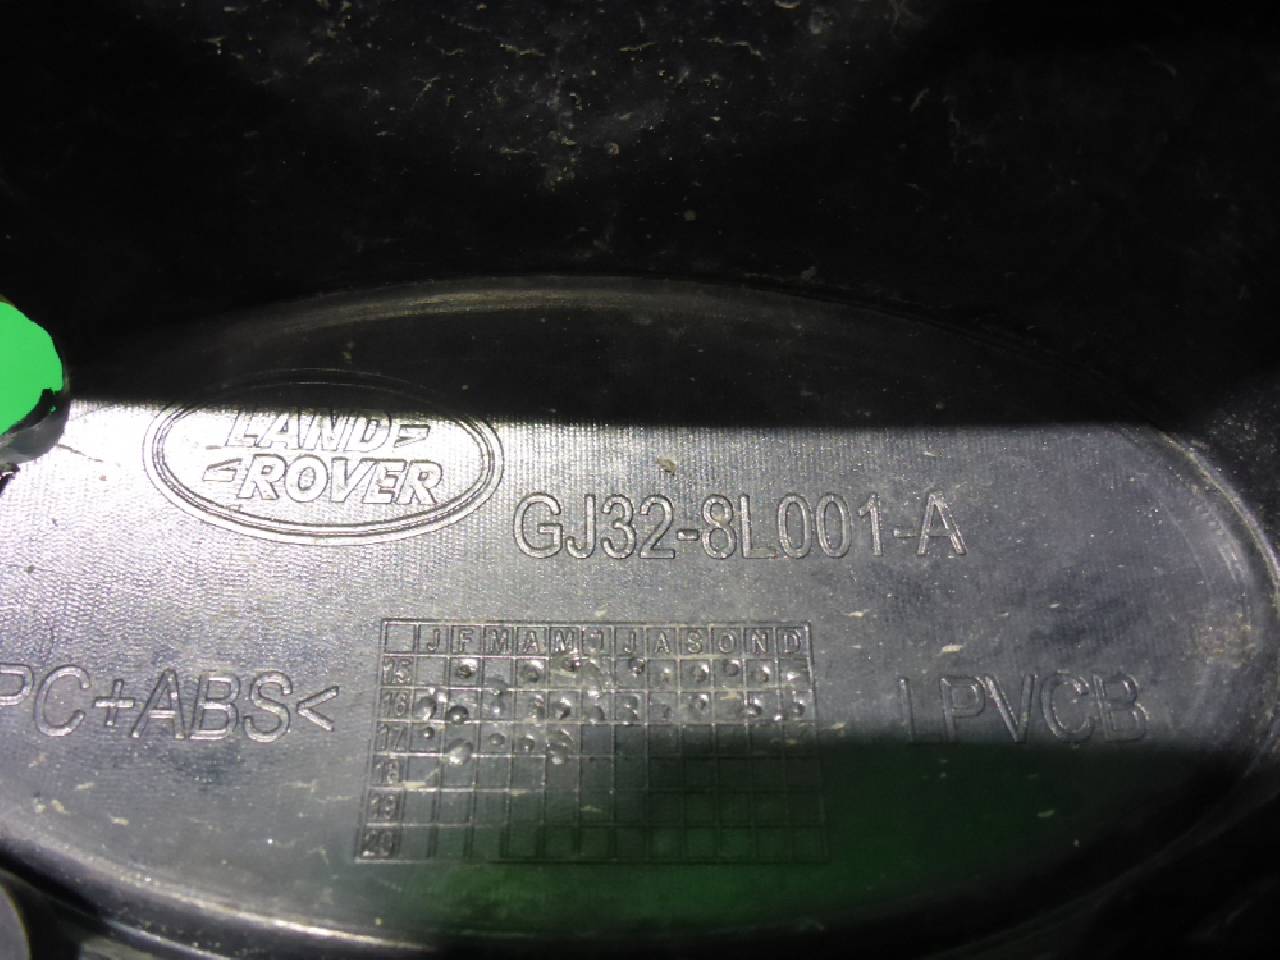 LAND
ROVER
GJ32-8L001-A
J F M A M J J A S O N D
15
16
17
18
19
20
PC+ABS<
LPVCB